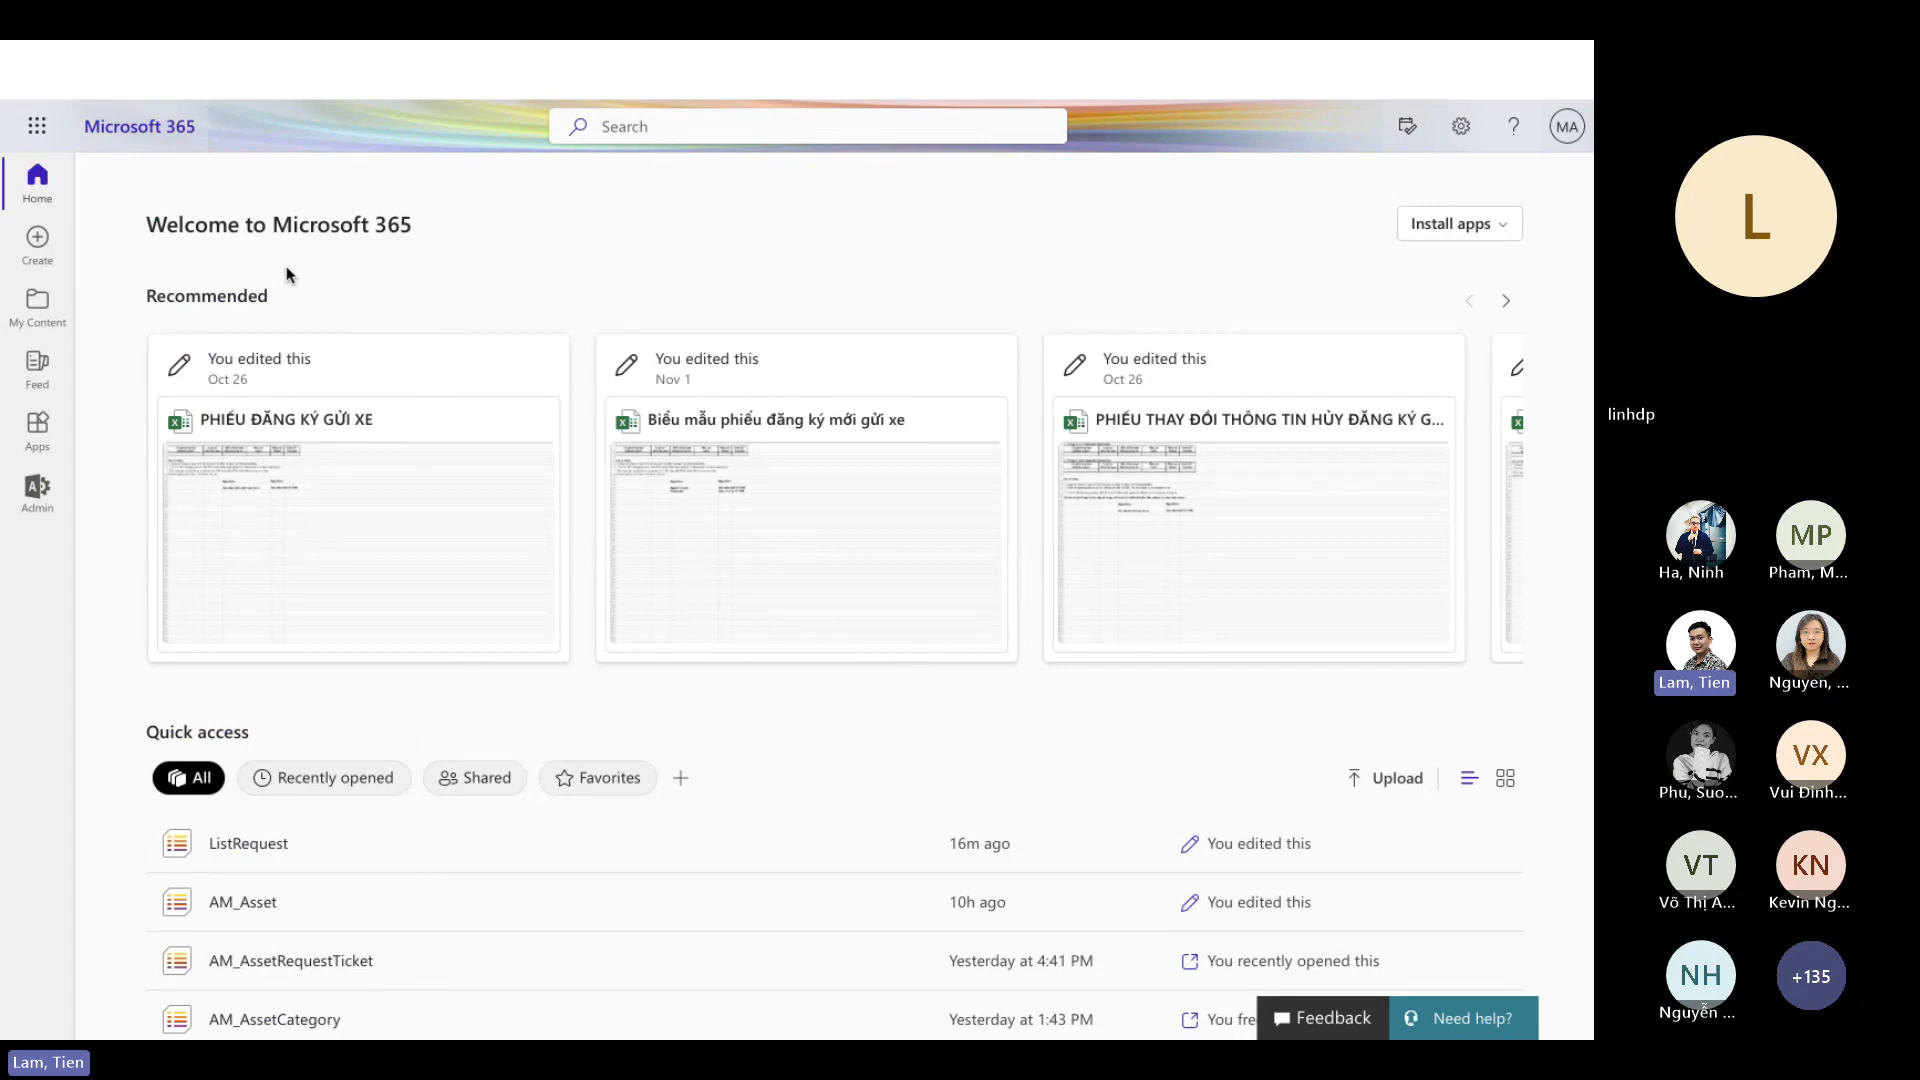 Microsoft 365
Search
MA
Home
Create
My Content
Feed
Apps
Admin
Welcome to Microsoft 365
Install apps
Recommended
You edited this
Oct 26
PHIẾU ĐĂNG KÝ GỬI XE
You edited this
Nov 1
Biểu mẫu phiếu đăng ký mới gửi xe
You edited this
Oct 26
PHIẾU THAY ĐỔI THÔNG TIN HỦY ĐĂNG KÝ G...
Quick access
All
Recently opened
Shared
Favorites
Upload
ListRequest
16m ago
You edited this
AM_Asset
10h ago
You edited this
AM_AssetRequestTicket
Yesterday at 4:41 PM
You recently opened this
AM_AssetCategory
Yesterday at 1:43 PM
You fre
Feedback
Need help?
L
linhdp
Ha, Ninh
MP
Pham, M...
Lam, Tien
Nguyen, ...
Phu, Suo...
VX
Vui Đinh...
VT
Võ Thị A...
KN
Kevin Ng...
NH
Nguyễn ...
+135
Lam, Tien